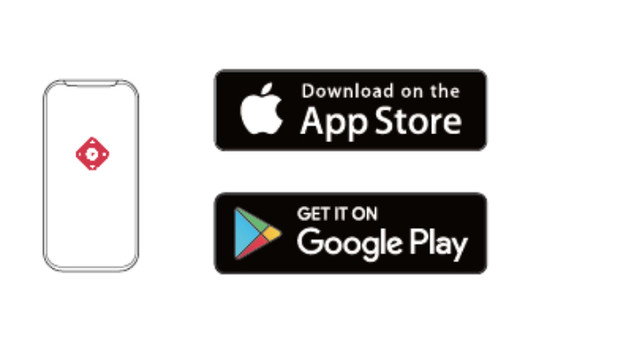 Download on the
App Store
GET IT ON
Google Play